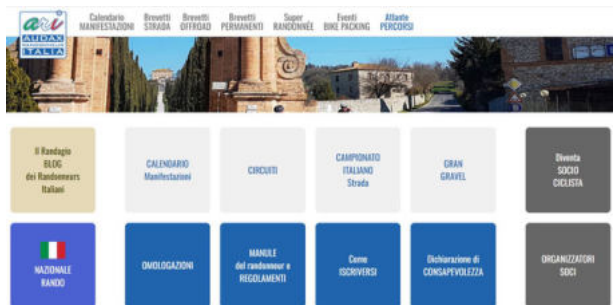 ari
AUDAX
RANDONNEUR
ITALIA
Calendario
MANIFESTAZIONI
Brevetti
STRADA
Brevetti
OFFROAD
Brevetti
PERMANENTI
Super
RANDONNÉE
Eventi
BIKE PACKING
Atlante
PERCORSI
Il Randagio
BLOG
dei Randonneurs
Italiani
CALENDARIO
Manifestazioni
CIRCUITI
CAMPIONATO
ITALIANO
Strada
GRAN
GRAVEL
Diventa
SOCIO
CICLISTA
NAZIONALE
RANDO
OMOLOGAZIONI
MANULE
del randonneur e
REGOLAMENTI
Come
ISCRIVERSI
Dichiarazione di
CONSAPEVOLEZZA
ORGANIZZATORI
SOCI